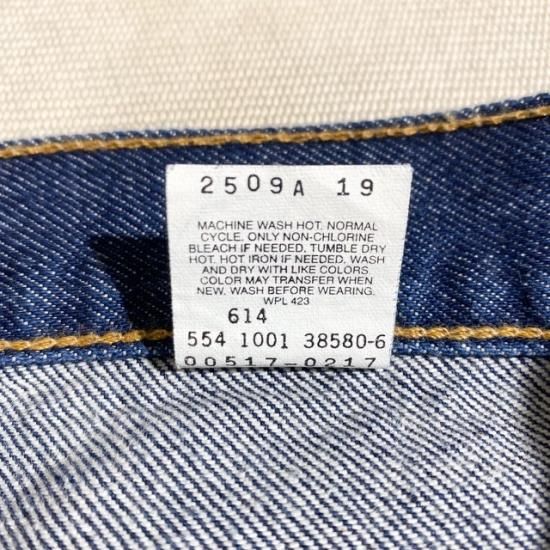 2509A 19
MACHINE WASH HOT. NORMAL
CYCLE. ONLY NON-CHLORINE
BLEACH IF NEEDED. TUMBLE DRY
HOT. HOT IRON IF NEEDED. WASH
AND DRY WITH LIKE COLORS.
COLOR MAY TRANSFER WHEN
NEW. WASH BEFORE WEARING.
WPL 423
614
554 1001 38580-6
00517-0217